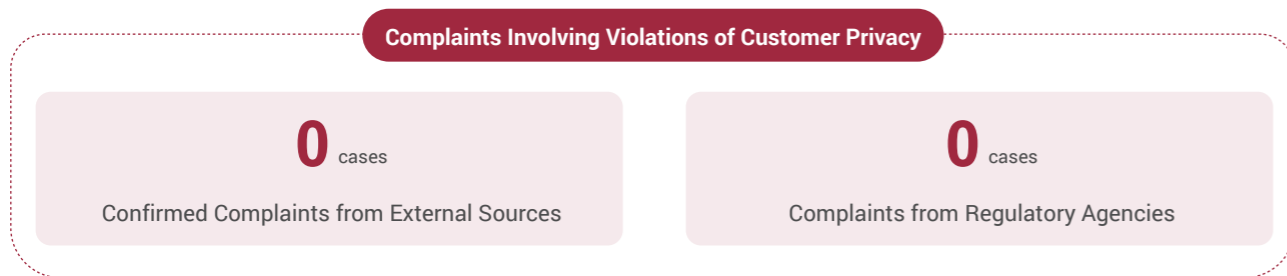 Complaints Involving Violations of Customer Privacy
0 cases
Confirmed Complaints from External Sources
0 cases
Complaints from Regulatory Agencies